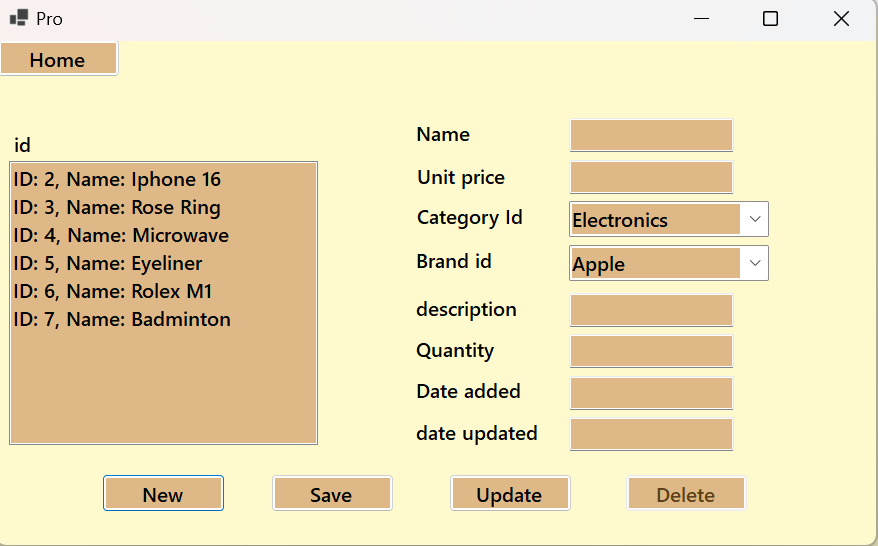 Pro
Home
id
ID: 2, Name: Iphone 16
ID: 3, Name: Rose Ring
ID: 4, Name: Microwave
ID: 5, Name: Eyeliner
ID: 6, Name: Rolex M1
ID: 7, Name: Badminton
Name
Unit price
Category Id Electronics
Brand id Apple
description
Quantity
Date added
date updated
New Save Update Delete